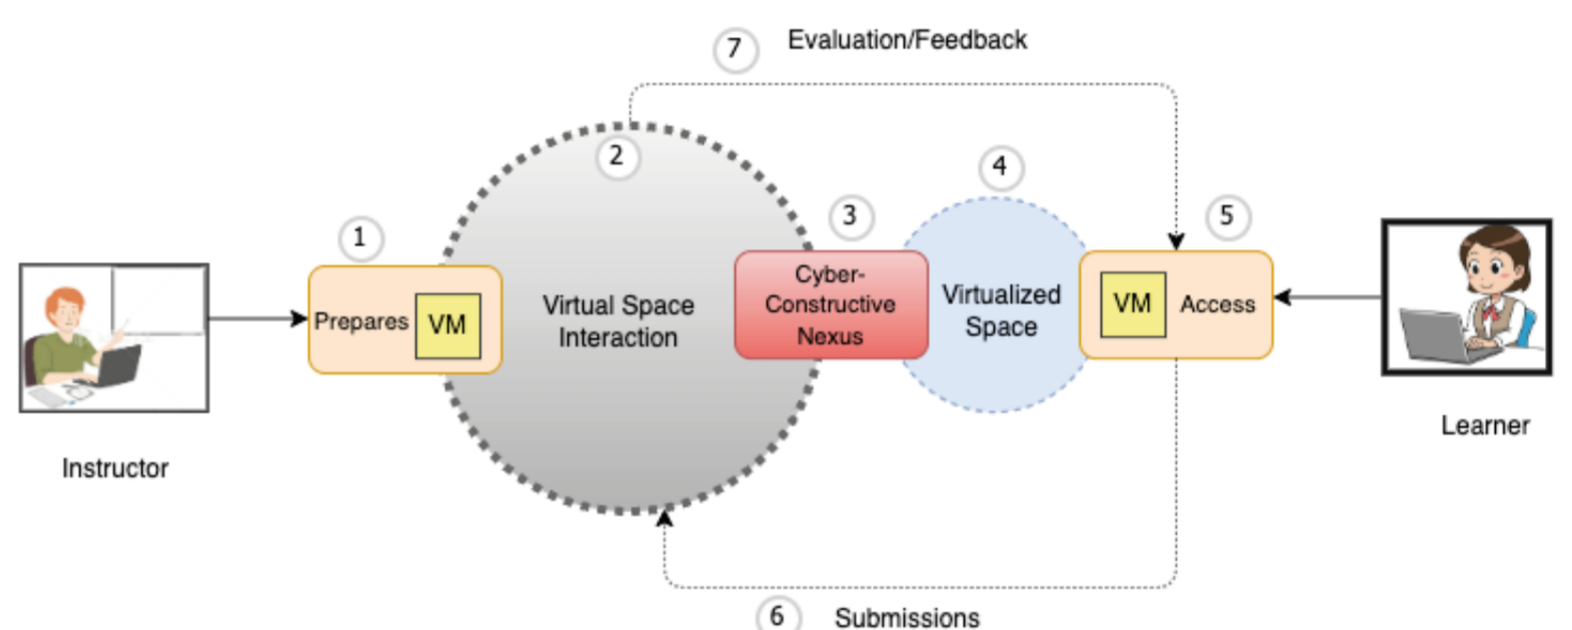 7
Evaluation/Feedback
2
4
1
3
5
Prepares
VM
Virtual Space
Interaction
Cyber-
Constructive
Nexus
Virtualized
Space
VM
Access
Instructor
Learner
6
Submissions